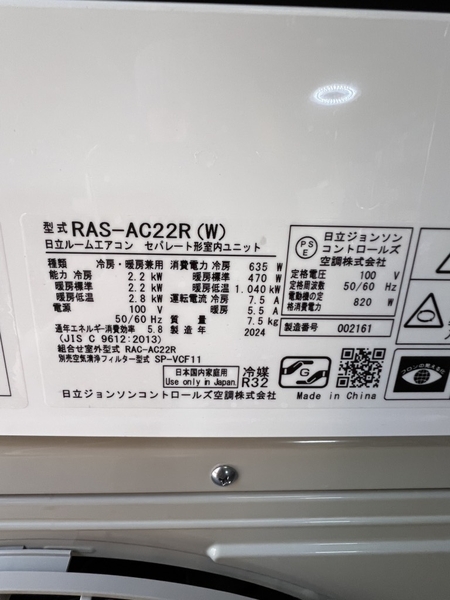 型式 RAS-AC22R (W)
日立ルームエアコン セパレート形室内ユニット
種類 冷房・暖房兼用 消費電力 冷房 635 W
能力 冷房 2.2 kW 暖房標準 470 W
暖房標準 2.2 kW 暖房低温 1.040 kW
暖房低温 2.8 kW 運転電流 冷房 7.5 A
電源 100 V 暖房 5.5 A
50/60 Hz 質量 7.5 kg
通年エネルギー消費効率 5.8 製造年 2024
(JIS C 9612:2013)
組合せ室外型式 RAC-AC22R
別売空気清浄フィルター型式 SP-VCF11
日本国内家庭用
Only use in Japan.
冷媒
R32
日立ジョンソンコントロールズ空調株式会社
PSE
日立ジョンソン
コントロールズ
空調株式会社
定格電圧 100 V
定格周波数 50/60 Hz
電動機の定格消費電力 820 W
製造番号 002161
G
Made in China